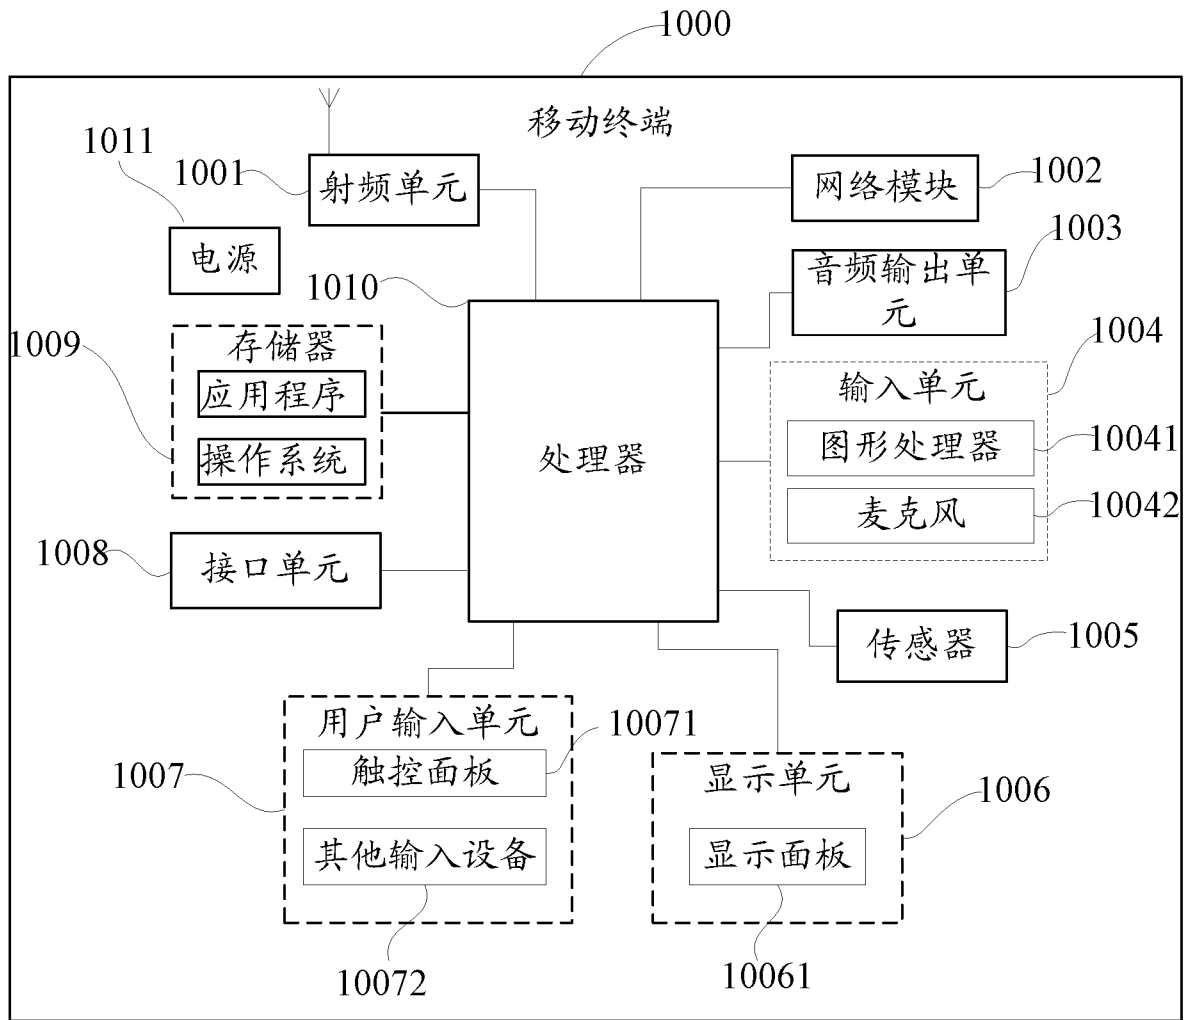 1000
移动终端
1011
1001
射频单元
网络模块
1002
电源
音频输出单
元
1003
1010
1009
存储器
应用程序
操作系统
处理器
1004
输入单元
图形处理器
10041
麦克风
10042
1008
接口单元
传感器
1005
用户输入单元
10071
1007
触控面板
其他输入设备
10072
显示单元
1006
显示面板
10061